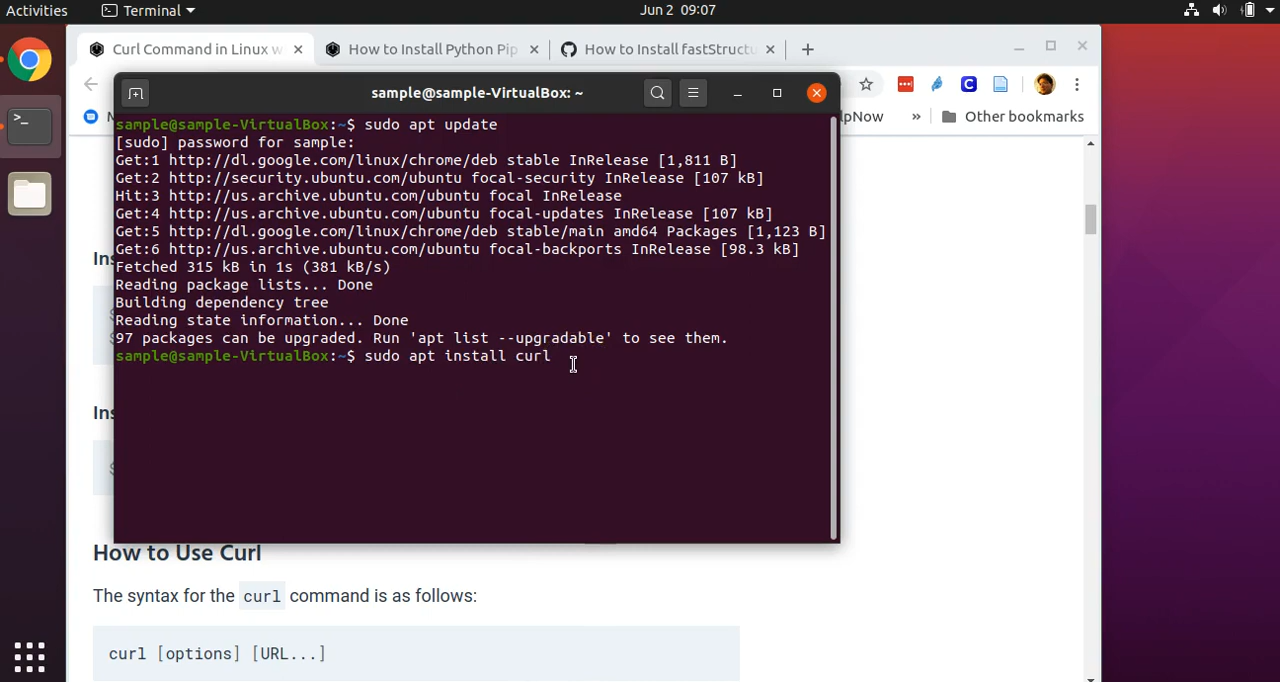 Activities
Terminal
Jun 2 09:07
Curl Command in Linux w
How to Install Python Pip
How to Install fastStructu
sample@sample-VirtualBox: ~
lpNow
»
Other bookmarks
sample@sample-VirtualBox:~$ sudo apt update
[sudo] password for sample:
Get:1 http://dl.google.com/linux/chrome/deb stable InRelease [1,811 B]
Get:2 http://security.ubuntu.com/ubuntu focal-security InRelease [107 kB]
Hit:3 http://us.archive.ubuntu.com/ubuntu focal InRelease
Get:4 http://us.archive.ubuntu.com/ubuntu focal-updates InRelease [107 kB]
Get:5 http://dl.google.com/linux/chrome/deb stable/main amd64 Packages [1,123 B]
Get:6 http://us.archive.ubuntu.com/ubuntu focal-backports InRelease [98.3 kB]
Fetched 315 kB in 1s (381 kB/s)
Reading package lists... Done
Building dependency tree
Reading state information... Done
97 packages can be upgraded. Run 'apt list --upgradable' to see them.
sample@sample-VirtualBox:~$ sudo apt install curl
Ins
Ins
How to Use Curl
The syntax for the curl command is as follows:
curl [options] [URL...]